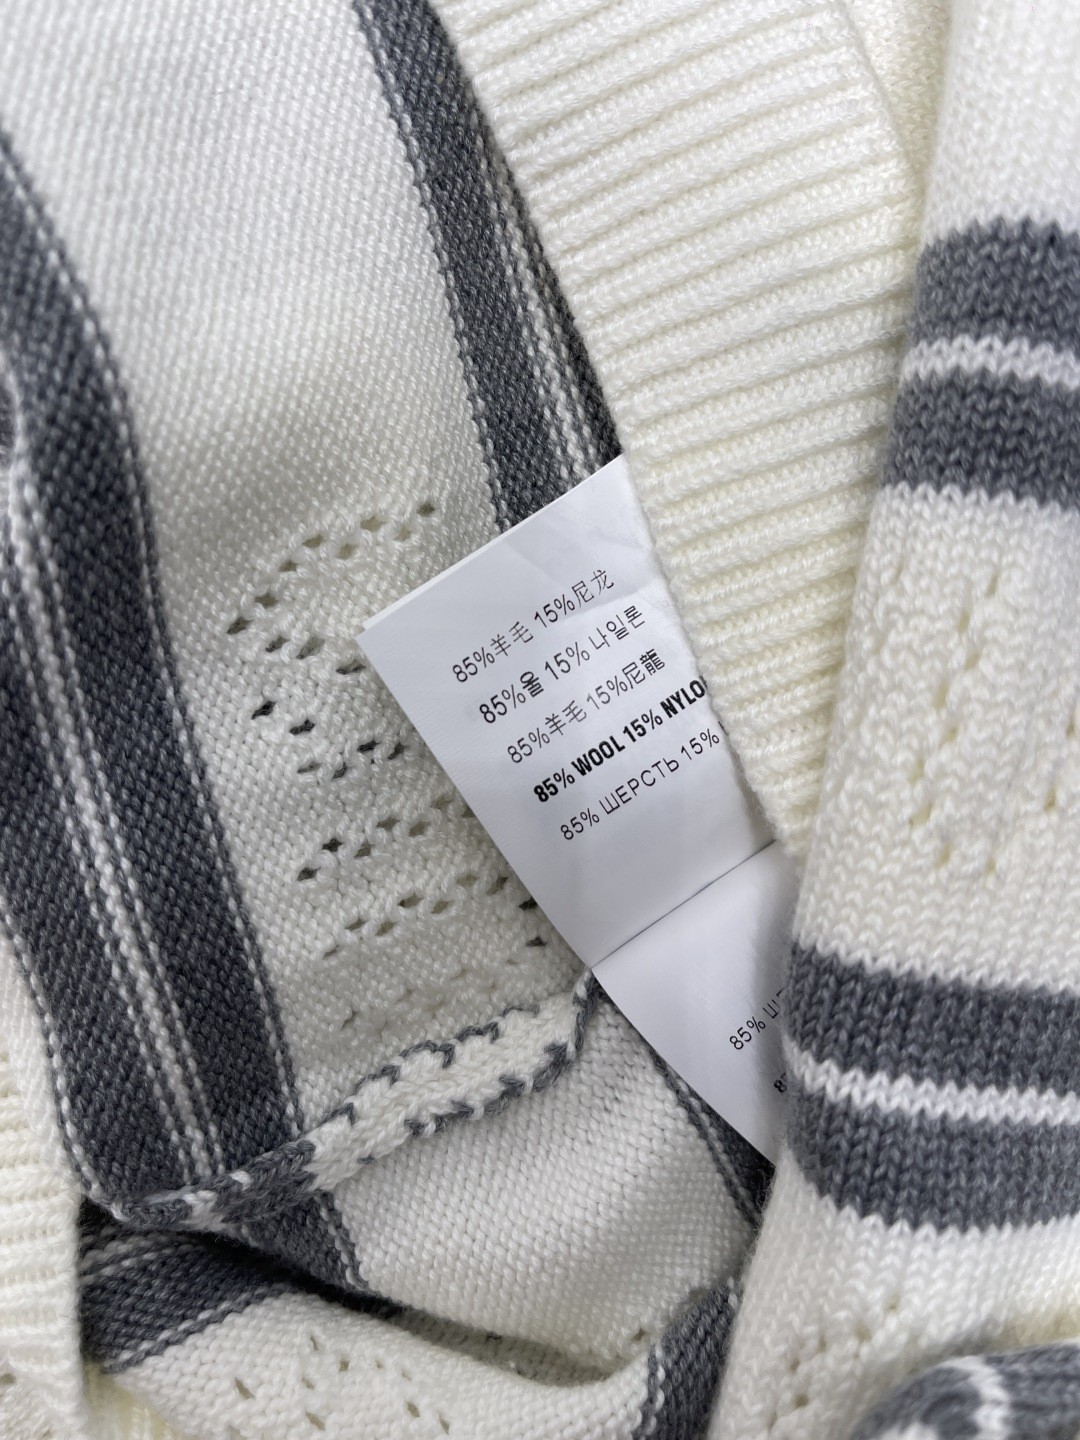 85%羊毛 15%尼龙
85%울 15% 나일론
85%羊毛 15%尼龍
85% WOOL 15% NYLO
85% ШЕРСТЬ 15%
85% Ш